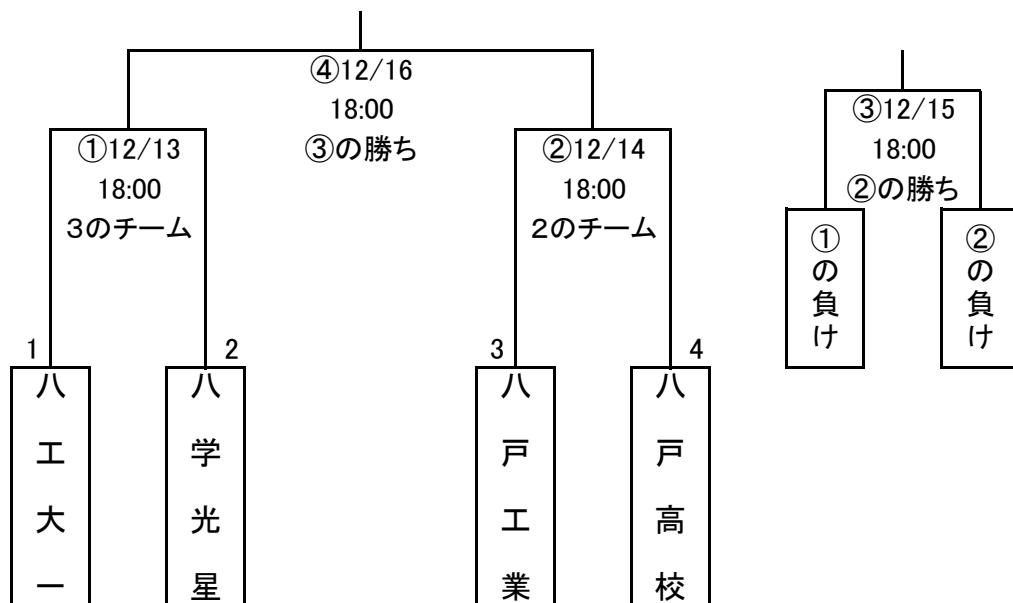 ④12/16
18:00
③の勝ち
①12/13
18:00
3のチーム
②12/14
18:00
2のチーム
③12/15
18:00
②の勝ち
①の負け
②の負け
1
八工大一
2
八学光星
3
八戸工業
4
八戸高校